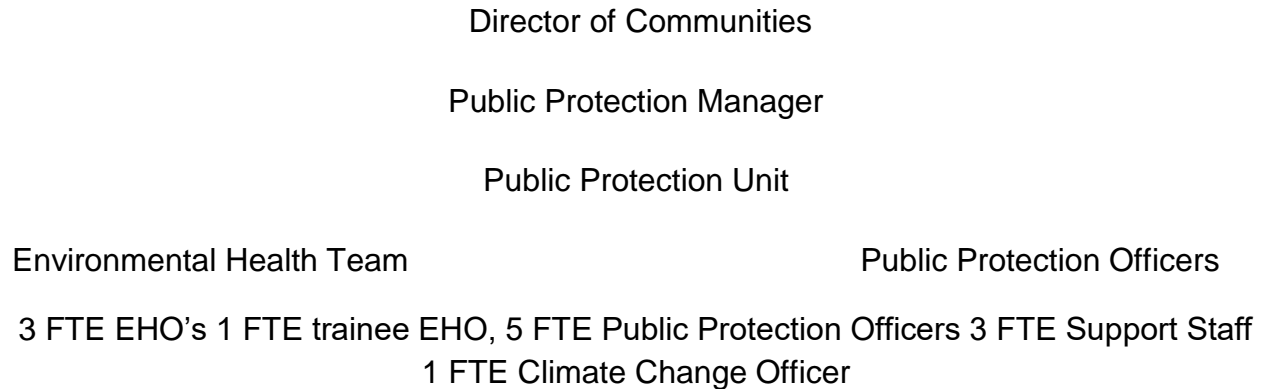 Director of Communities
Public Protection Manager
Public Protection Unit
Environmental Health Team Public Protection Officers
3 FTE EHO’s 1 FTE trainee EHO, 5 FTE Public Protection Officers 3 FTE Support Staff
1 FTE Climate Change Officer